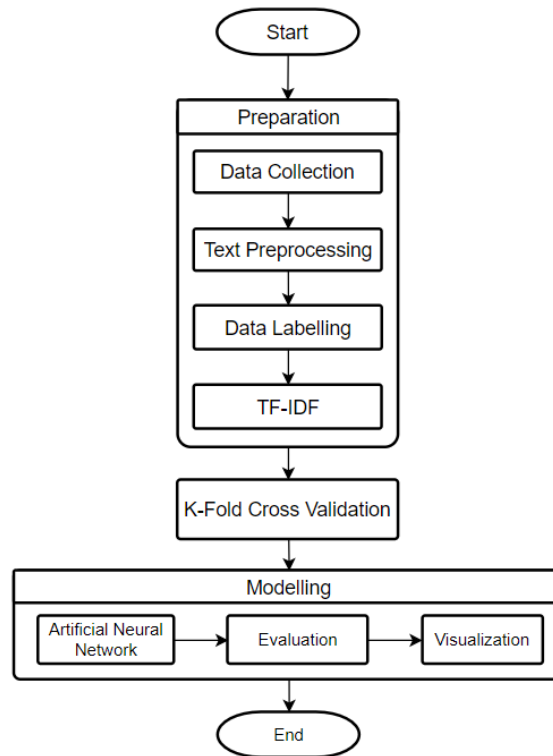 Start
Preparation
Data Collection
Text Preprocessing
Data Labelling
TF-IDF
K-Fold Cross Validation
Modelling
Artificial Neural
Network
Evaluation
Visualization
End